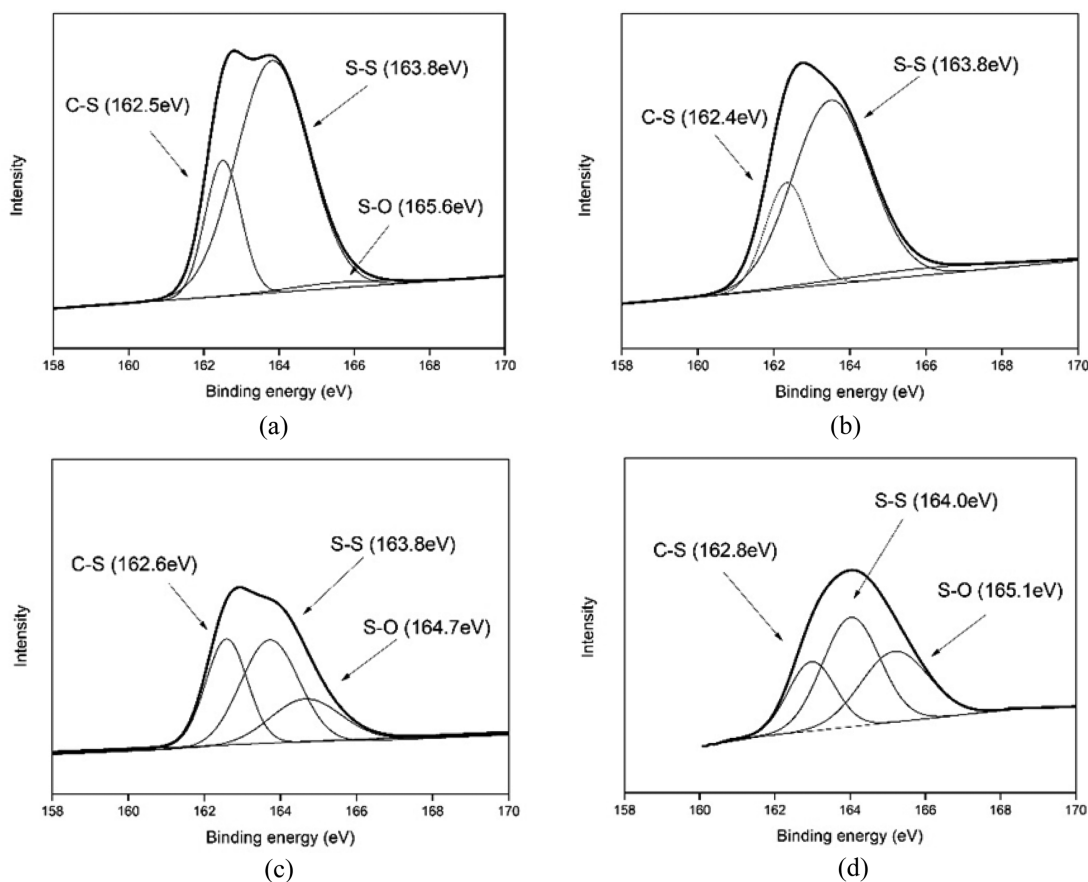 S-S (163.8eV)
C-S (162.5eV)
S-O (165.6eV)
Intensity
158 160 162 164 166 168 170
Binding energy (eV)
(a)
S-S (163.8eV)
C-S (162.4eV)
Intensity
158 160 162 164 166 168 170
Binding energy (eV)
(b)
C-S (162.6eV)
S-S (163.8eV)
S-O (164.7eV)
Intensity
158 160 162 164 166 168 170
Binding energy (eV)
(c)
S-S (164.0eV)
C-S (162.8eV)
S-O (165.1eV)
Intensity
158 160 162 164 166 168 170
Binding energy (eV)
(d)